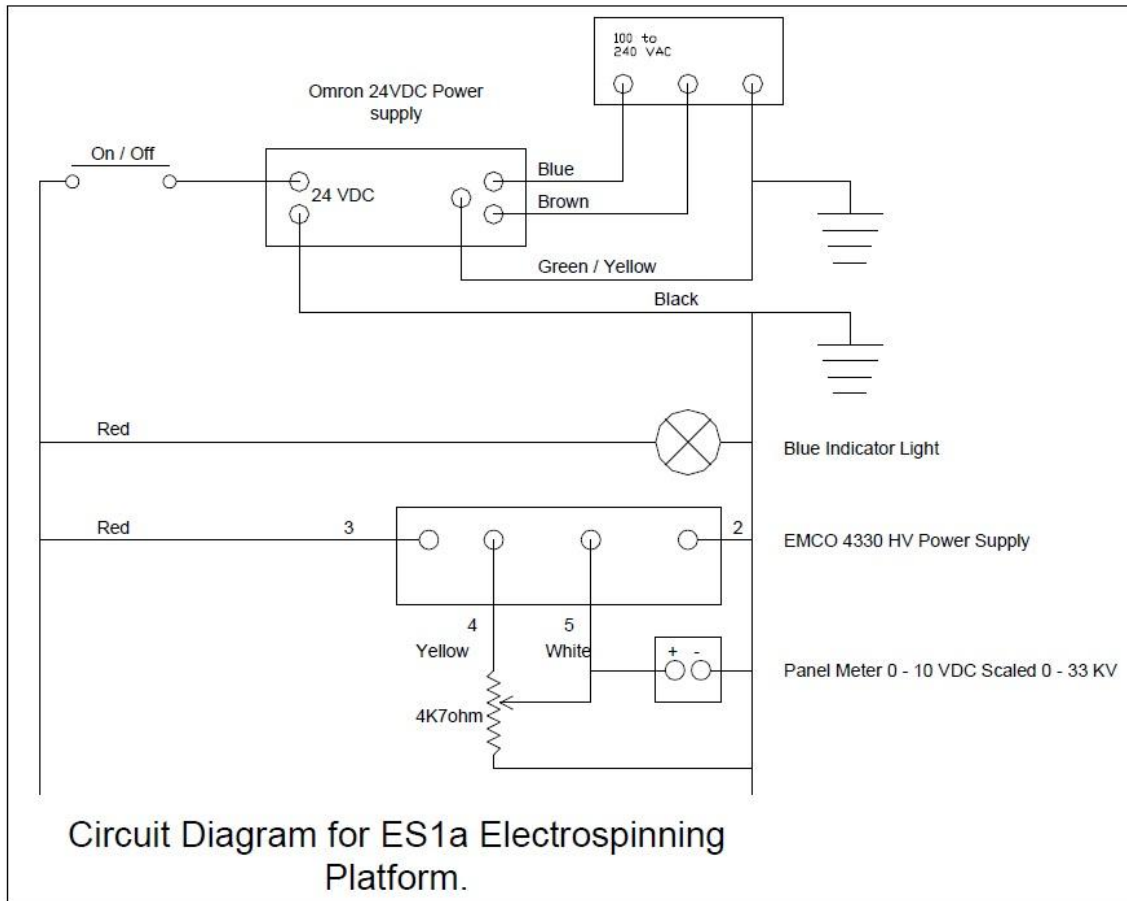 100 to
240 VAC
Omron 24VDC Power
supply
On / Off
24 VDC
Blue
Brown
Green / Yellow
Black
Red
Blue Indicator Light
Red
3
2
EMCO 4330 HV Power Supply
4
5
Yellow
White
+ -
Panel Meter 0 - 10 VDC Scaled 0 - 33 KV
4K7ohm
Circuit Diagram for ES1a Electrospinning
Platform.